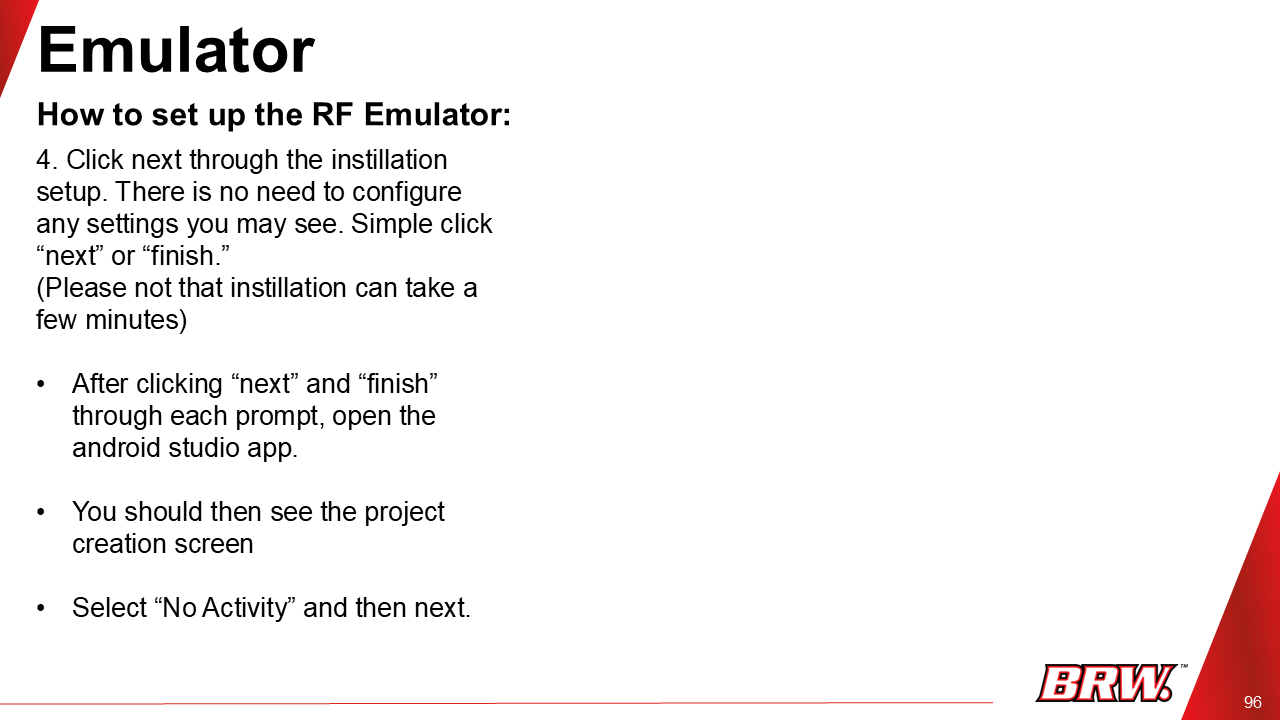 Emulator
How to set up the RF Emulator:
4. Click next through the instillation
setup. There is no need to configure
any settings you may see. Simple click
“next” or “finish.”
(Please not that instillation can take a
few minutes)
• After clicking “next” and “finish”
through each prompt, open the
android studio app.
• You should then see the project
creation screen
• Select “No Activity” and then next.
BRW.™
96